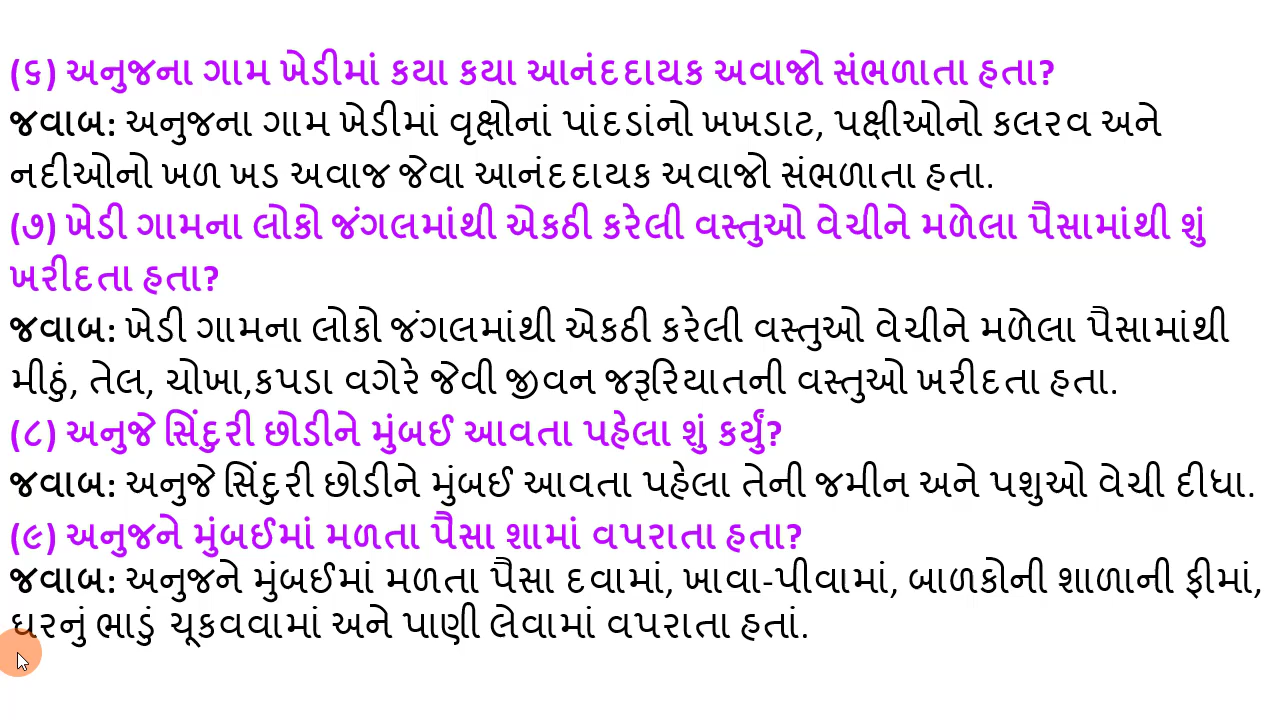 (૬) અનુજના ગામ ખેડીમાં કયા કયા આનંદદાયક અવાજો સંભળાતા હતા?
જવાબ: અનુજના ગામ ખેડીમાં વૃક્ષોનાં પાંદડાંનો ખખડાટ, પક્ષીઓનો કલરવ અને
નદીઓનો ખળ ખડ અવાજ જેવા આનંદદાયક અવાજો સંભળાતા હતા.
(૭) ખેડી ગામના લોકો જંગલમાંથી એકઠી કરેલી વસ્તુઓ વેચીને મળેલા પૈસામાંથી શું
ખરીદતા હતા?
જવાબ: ખેડી ગામના લોકો જંગલમાંથી એકઠી કરેલી વસ્તુઓ વેચીને મળેલા પૈસામાંથી
મીઠું, તેલ, ચોખા,કપડા વગેરે જેવી જીવન જરૂરિયાતની વસ્તુઓ ખરીદતા હતા.
(૮) અનુજે સિંદુરી છોડીને મુંબઈ આવતા પહેલા શું કર્યું?
જવાબ: અનુજે સિંદુરી છોડીને મુંબઈ આવતા પહેલા તેની જમીન અને પશુઓ વેચી દીધા.
(૯) અનુજને મુંબઈમાં મળતા પૈસા શામાં વપરાતા હતા?
જવાબ: અનુજને મુંબઈમાં મળતા પૈસા દવામાં, ખાવા-પીવામાં, બાળકોની શાળાની ફીમાં,
ઘરનું ભાડું ચૂકવવામાં અને પાણી લેવામાં વપરાતા હતાં.